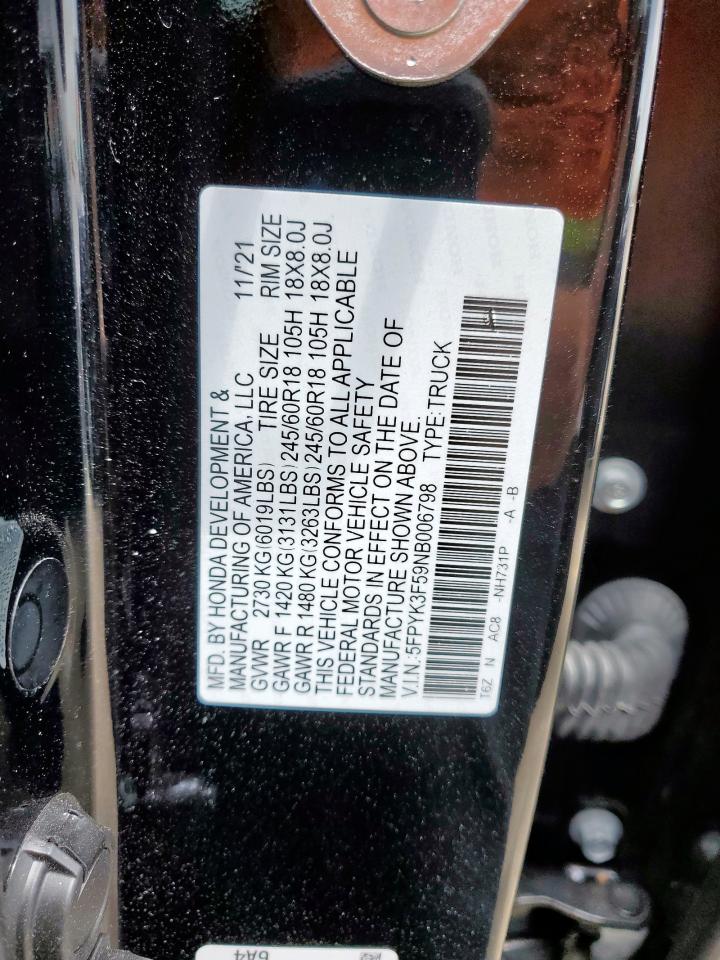 MFD. BY HONDA DEVELOPMENT &
MANUFACTURING OF AMERICA, LLC 11/'21
GVWR 2730 KG(6019LBS) TIRE SIZE RIM SIZE
GAWR F 1420 KG(3131LBS) 245/60R18 105H 18X8.0J
GAWR R 1480 KG(3263LBS) 245/60R18 105H 18X8.0J
THIS VEHICLE CONFORMS TO ALL APPLICABLE
FEDERAL MOTOR VEHICLE SAFETY
STANDARDS IN EFFECT ON THE DATE OF
MANUFACTURE SHOWN ABOVE.
V.I.N.:5FPYK3F59NB006798 TYPE:TRUCK
T6Z N AC8 -NH731P -A -B
6A4